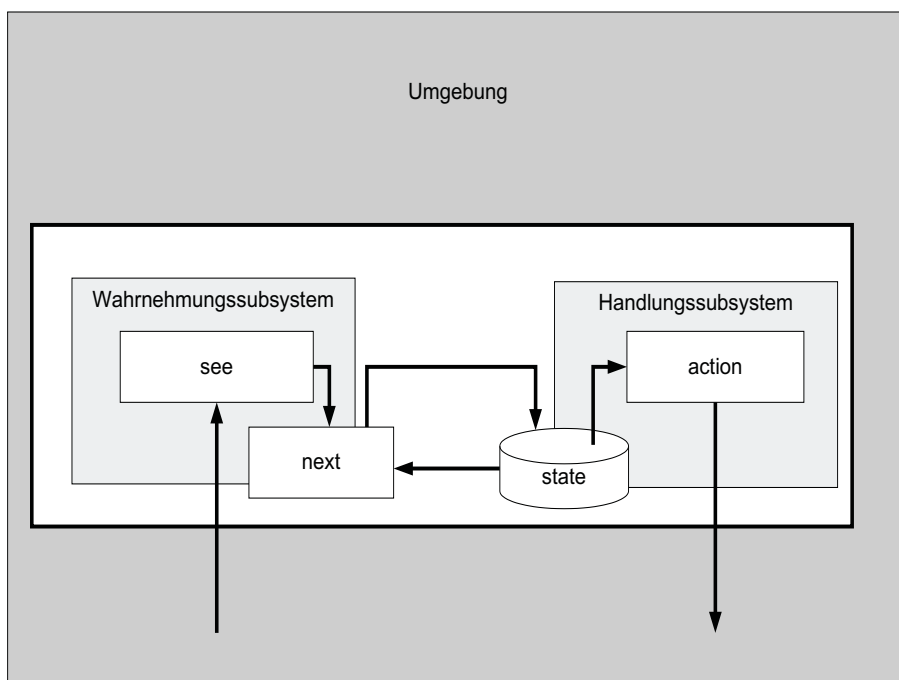 Umgebung
Wahrnehmungssubsystem
Handlungssubsystem
see
action
next
state